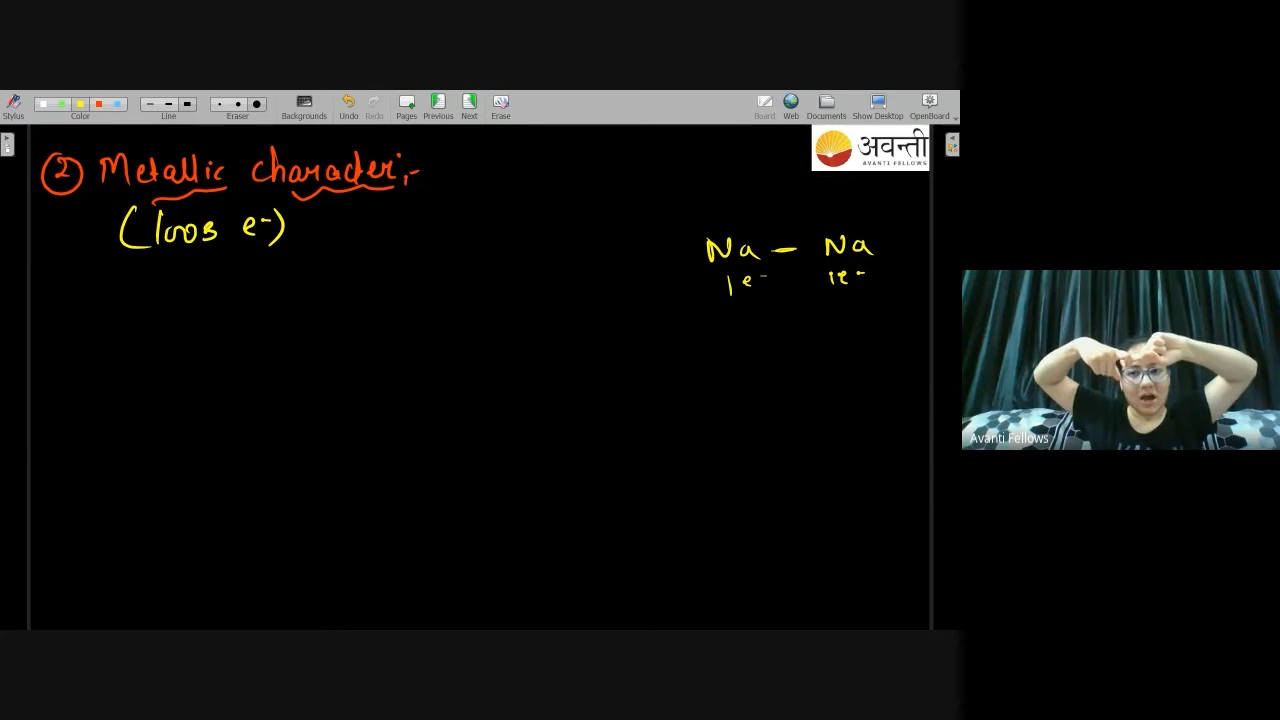 Stylus
Color
Line
Eraser
Backgrounds
Undo
Redo
Pages
Previous
Next
Erase
Board
Web
Documents
Show Desktop
OpenBoard
अवन्ती
AVANTI FELLOWS
② Metallic character:-
(loos e-)
Na - Na
1e- 1e-
Avanti Fellows